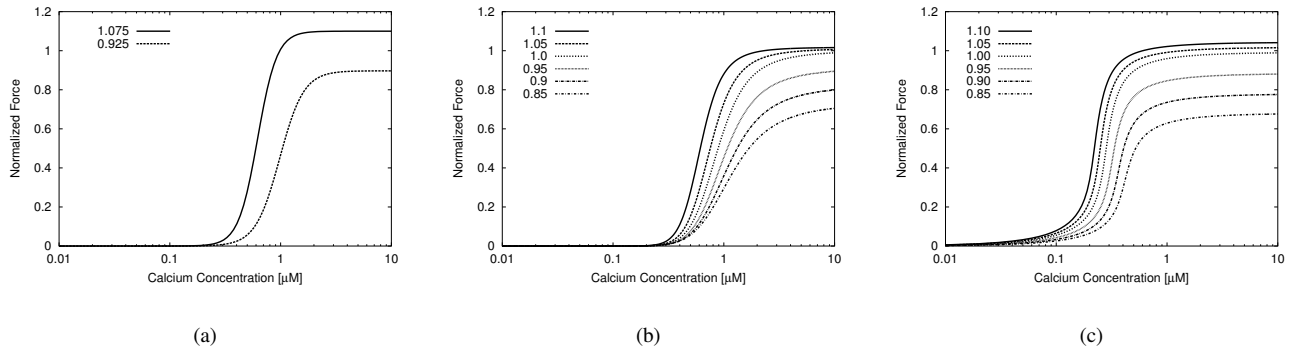 1.2
1
0.8
0.6
0.4
0.2
0
Normalized Force
1.075
0.925
0.01 0.1 1 10
Calcium Concentration [μM]
(a)
1.2
1
0.8
0.6
0.4
0.2
0
Normalized Force
1.1
1.05
1.0
0.95
0.9
0.85
0.01 0.1 1 10
Calcium Concentration [μM]
(b)
1.2
1
0.8
0.6
0.4
0.2
0
Normalized Force
1.10
1.05
1.00
0.95
0.90
0.85
0.01 0.1 1 10
Calcium Concentration [μM]
(c)